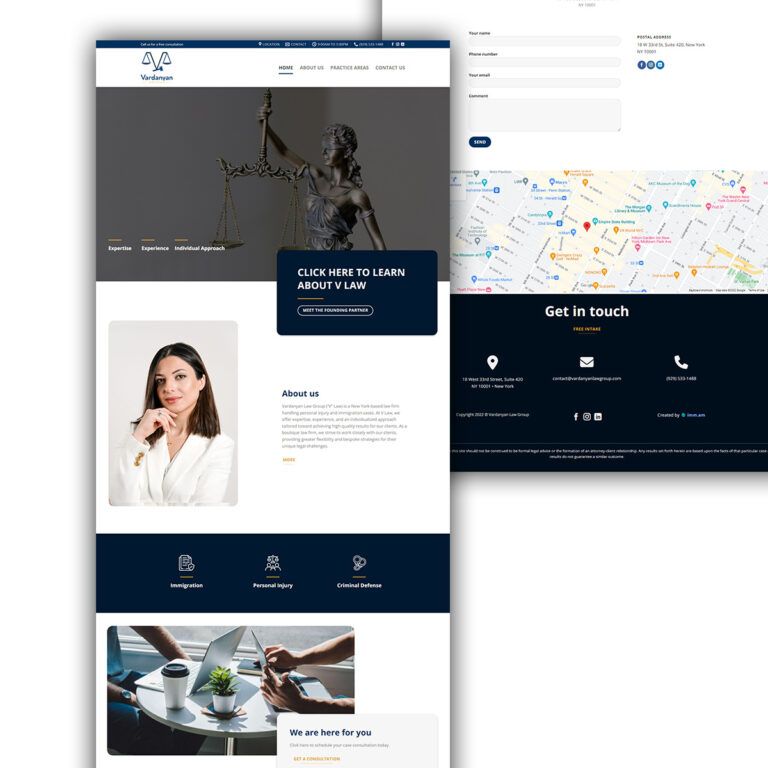 Call us for a free consultation
LOCATION
CONTACT
9:00AM TO 5:00PM
(929) 533-1488
Vardanyan
HOME
ABOUT US
PRACTICE AREAS
CONTACT US
Expertise
Experience
Individual Approach
CLICK HERE TO LEARN
ABOUT V LAW
MEET THE FOUNDING PARTNER
About us
Vardanyan Law Group ("V" Law) is a New York-based law firm
handling personal injury and immigration cases. At V Law, we
offer expertise, experience, and an individualized approach
tailored toward achieving high quality results for our clients. As a
boutique law firm, we strive to work closely with our clients,
providing greater flexibility and bespoke strategies for their
unique legal challenges.
MORE
Immigration
Personal Injury
Criminal Defense
We are here for you
Click here to schedule your case consultation today.
GET A CONSULTATION
NY 10001
Your name
Phone number
Your email
Comment
SEND
POSTAL ADDRESS
18 W 33rd St, Suite 420, New York
NY 10001
Empire State Building
Get in touch
FREE INTAKE
18 West 33rd Street, Suite 420
NY 10001 • New York
contact@vardanyanlawgroup.com
(929) 533-1488
Copyright 2022 © Vardanyan Law Group
Created by imm.am
this site should not be construed to be formal legal advice or the formation of an attorney-client relationship. Any results set forth herein are based upon the facts of that particular case
results do not guarantee a similar outcome.